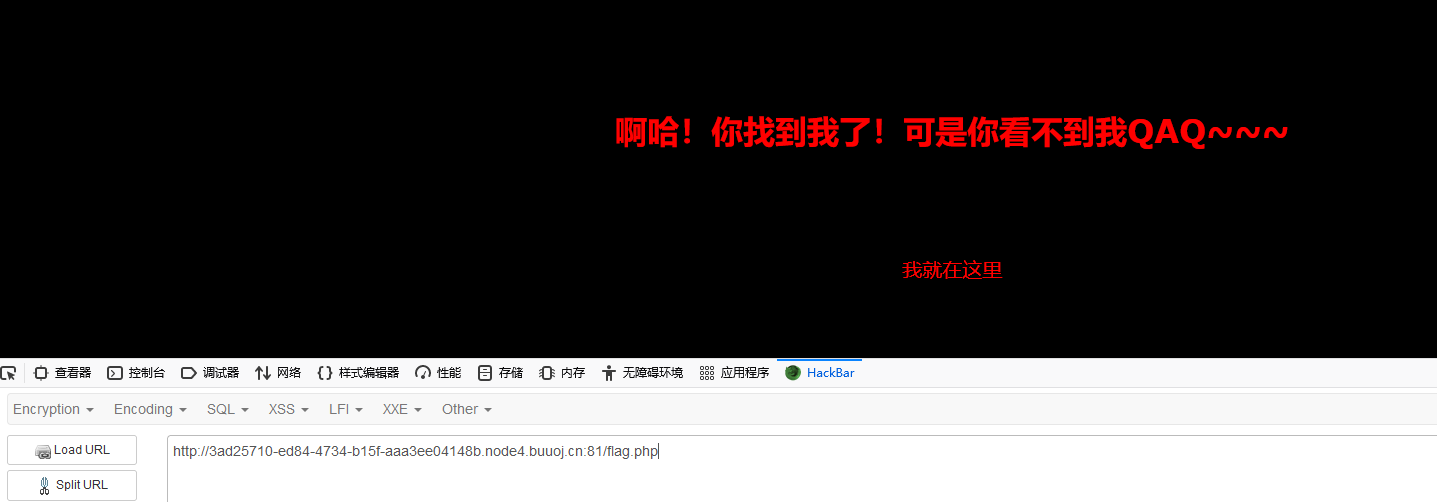 啊哈！你找到我了！可是你看不到我QAQ~~~
我就在这里
查看器 控制台 调试器 网络 样式编辑器 性能 存储 内存 无障碍环境 应用程序 HackBar
Encryption Encoding SQL XSS LFI XXE Other
Load URL http://3ad25710-ed84-4734-b15f-aaa3ee04148b.node4.buuoj.cn:81/flag.php
Split URL